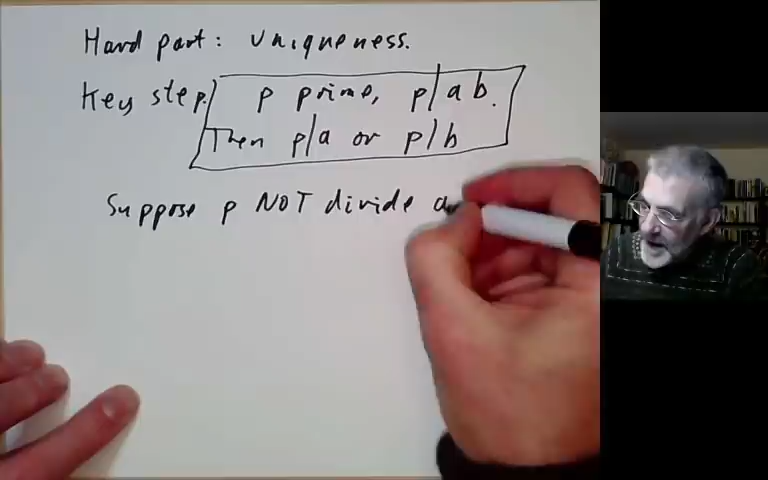 Hard part: uniqueness.
Key step. p prime, p|ab.
Then p|a or p|b
Suppose p NOT divide a